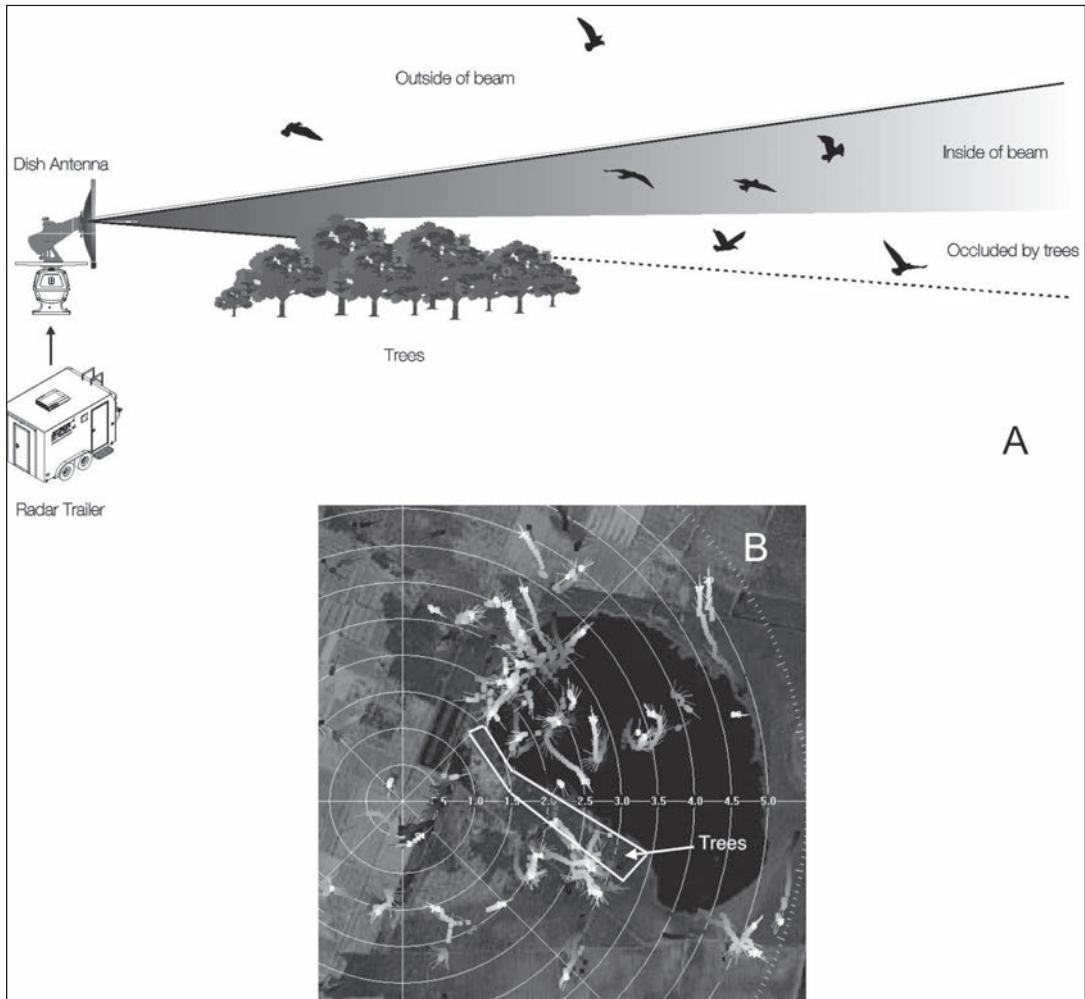 Outside of beam
Dish Antenna
Inside of beam
Occluded by trees
Trees
A
Radar Trailer
B
1.0 1.5 2.0 2.5 3.0 3.5 4.0 4.5 5.0
Trees